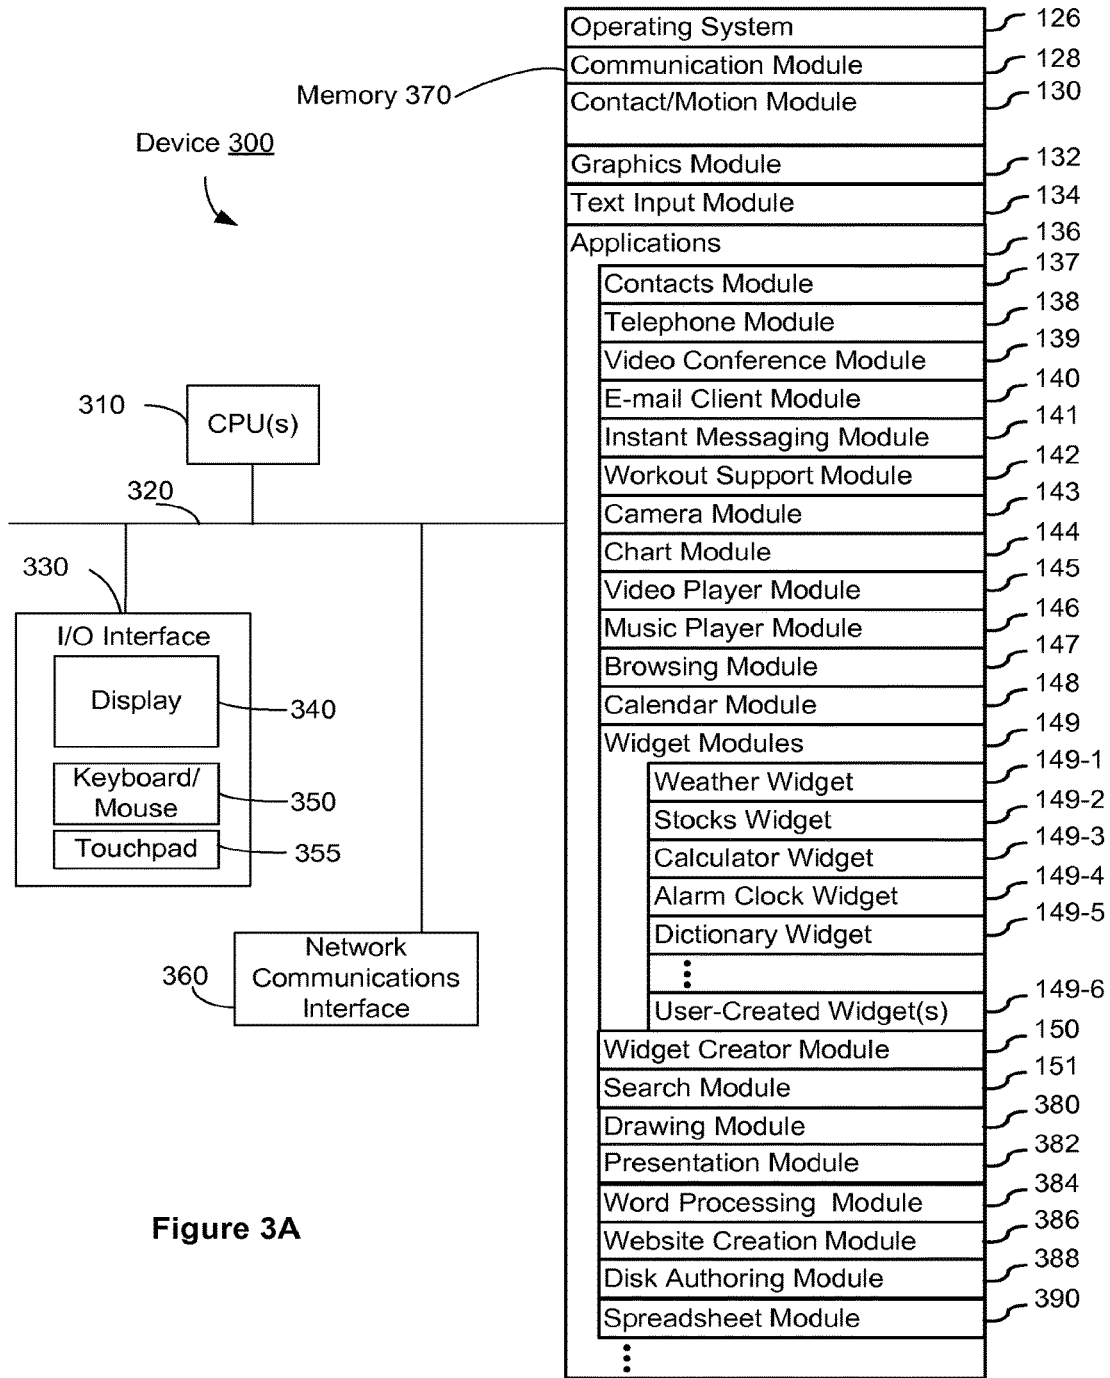 Operating System
126
Communication Module
128
Memory 370
Contact/Motion Module
130
Device 300
Graphics Module
132
Text Input Module
134
Applications
136
Contacts Module
137
Telephone Module
138
Video Conference Module
139
E-mail Client Module
140
Instant Messaging Module
141
Workout Support Module
142
Camera Module
143
Chart Module
144
Video Player Module
145
Music Player Module
146
Browsing Module
147
Calendar Module
148
Widget Modules
149
Weather Widget
149-1
Stocks Widget
149-2
Calculator Widget
149-3
Alarm Clock Widget
149-4
Dictionary Widget
149-5
User-Created Widget(s)
149-6
Widget Creator Module
150
Search Module
151
Drawing Module
380
Presentation Module
382
Word Processing Module
384
Website Creation Module
386
Disk Authoring Module
388
Spreadsheet Module
390
310
CPU(s)
320
330
I/O Interface
Display
340
Keyboard/
Mouse
350
Touchpad
355
360
Network
Communications
Interface
Figure 3A